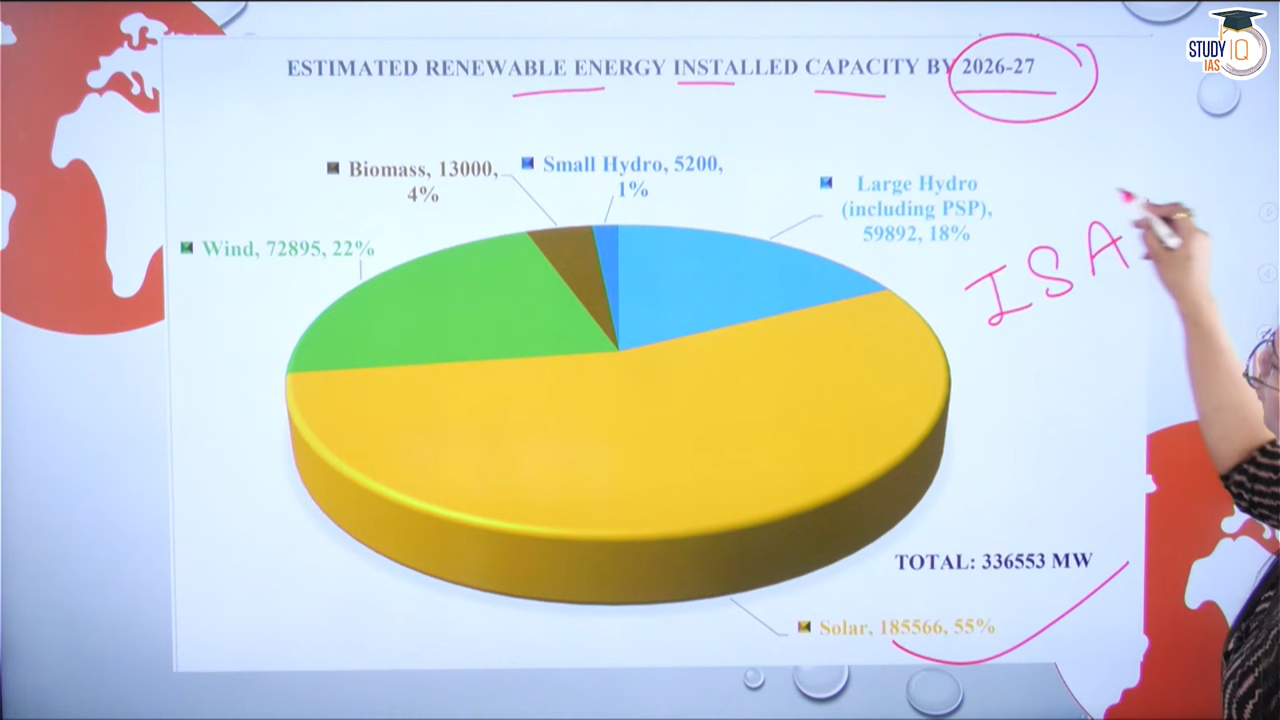 STUDY IQ
IAS
ESTIMATED RENEWABLE ENERGY INSTALLED CAPACITY BY 2026-27
Biomass, 13000,
4%
Small Hydro, 5200,
1%
Large Hydro
(including PSP),
59892, 18%
Wind, 72895, 22%
ISA
TOTAL: 336553 MW
Solar, 185566, 55%